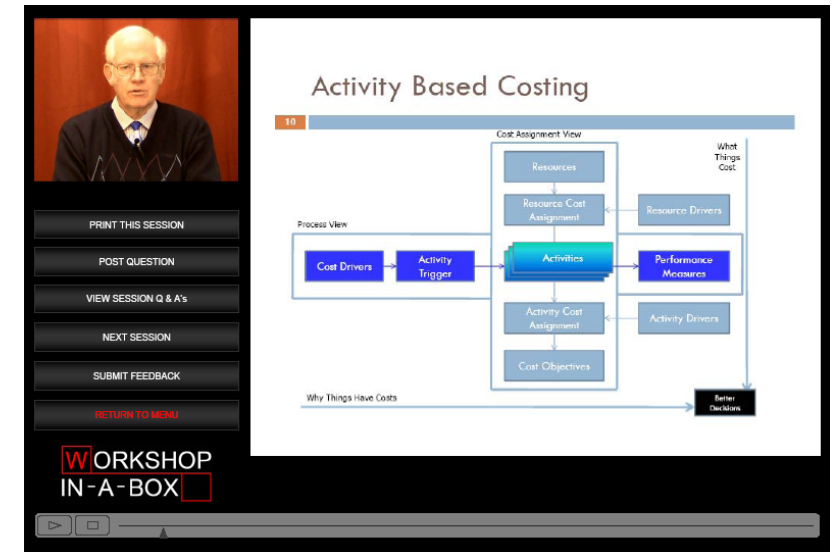 PRINT THIS SESSION
POST QUESTION
VIEW SESSION Q & A's
NEXT SESSION
SUBMIT FEEDBACK
RETURN TO MENU
WORKSHOP
IN-A-BOX
Activity Based Costing
10
Cost Assignment View
What
Things
Cost
Resources
Resource Cost
Assignment
Resource Drivers
Process View
Cost Drivers
Activity
Trigger
Activities
Performance
Measures
Activity Cost
Assignment
Activity Drivers
Cost Objectives
Why Things Have Costs
Better
Decisions